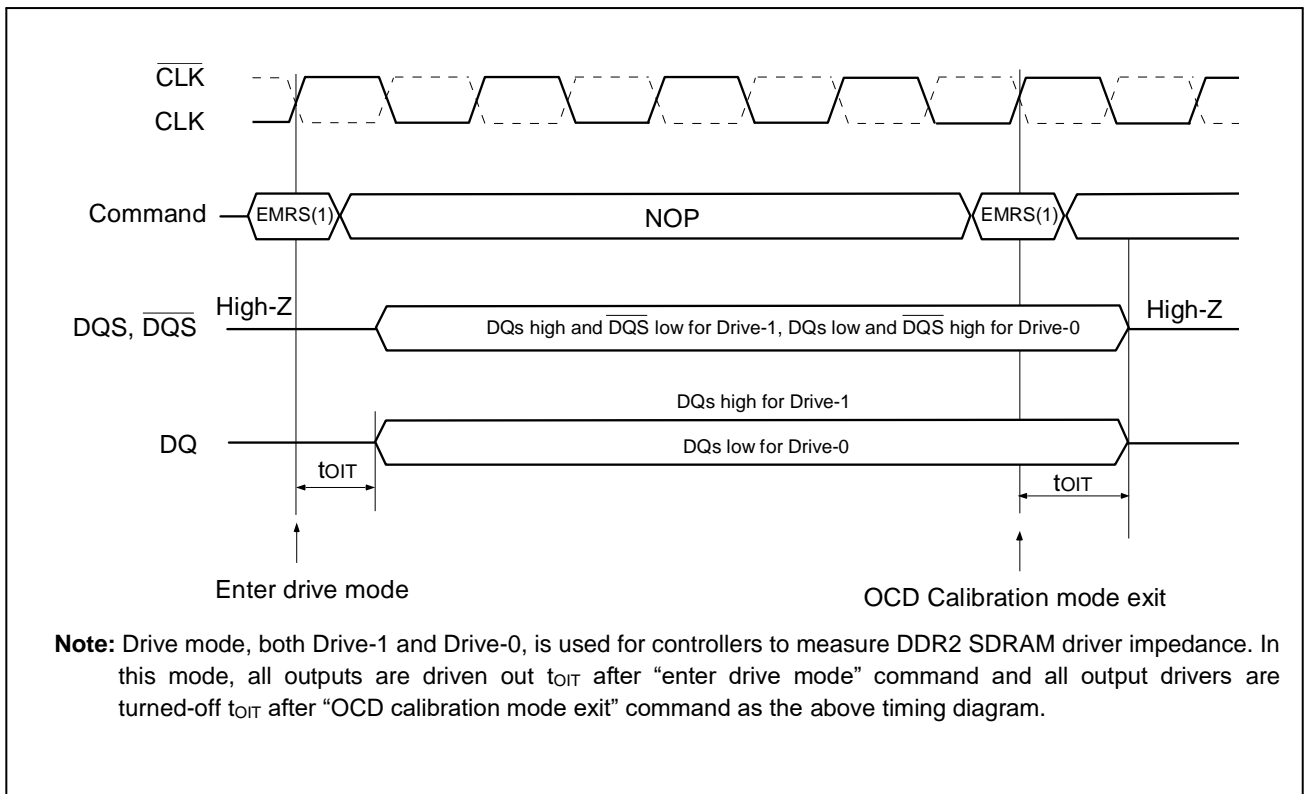 CLK
CLK
Command
EMRS(1)
NOP
EMRS(1)
DQS, DQS
High-Z
DQs high and DQS low for Drive-1, DQs low and DQS high for Drive-0
High-Z
DQs high for Drive-1
DQ
DQs low for Drive-0
tOIT
tOIT
Enter drive mode
OCD Calibration mode exit
Note: Drive mode, both Drive-1 and Drive-0, is used for controllers to measure DDR2 SDRAM driver impedance. In
this mode, all outputs are driven out tOIT after “enter drive mode” command and all output drivers are
turned-off tOIT after “OCD calibration mode exit” command as the above timing diagram.